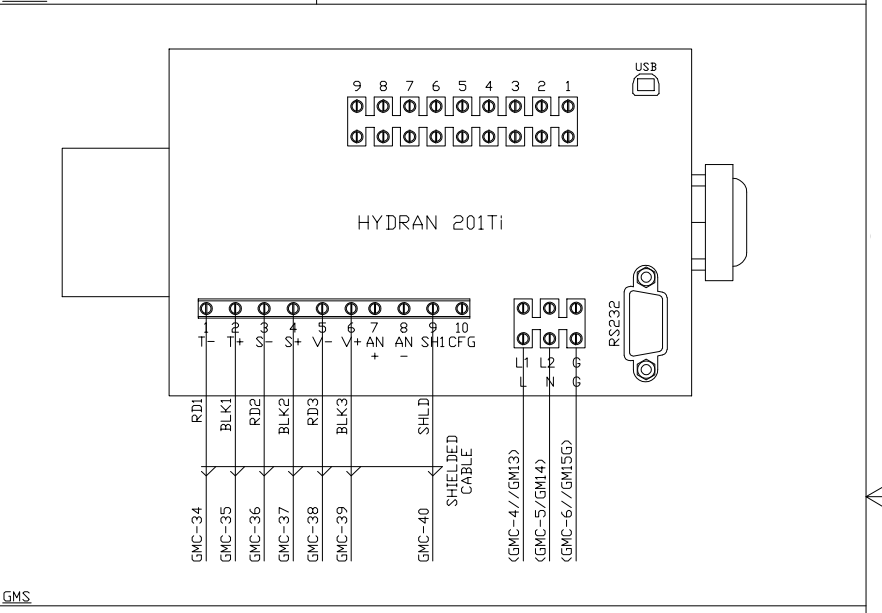 USB
9 8 7 6 5 4 3 2 1
HYDRAN 201Ti
RS232
1 2 3 4 5 6 7 8 9 10
T- T+ S- S+ V- V+ AN AN SH1 CFG
+ -
L1 L2 G
L N G
RD1
BLK1
RD2
BLK2
RD3
BLK3
SHLD
SHIELDED
CABLE
GMC-34
GMC-35
GMC-36
GMC-37
GMC-38
GMC-39
GMC-40
(GMC-4//GM13)
(GMC-5/GM14)
(GMC-6//GM15G)
GMS